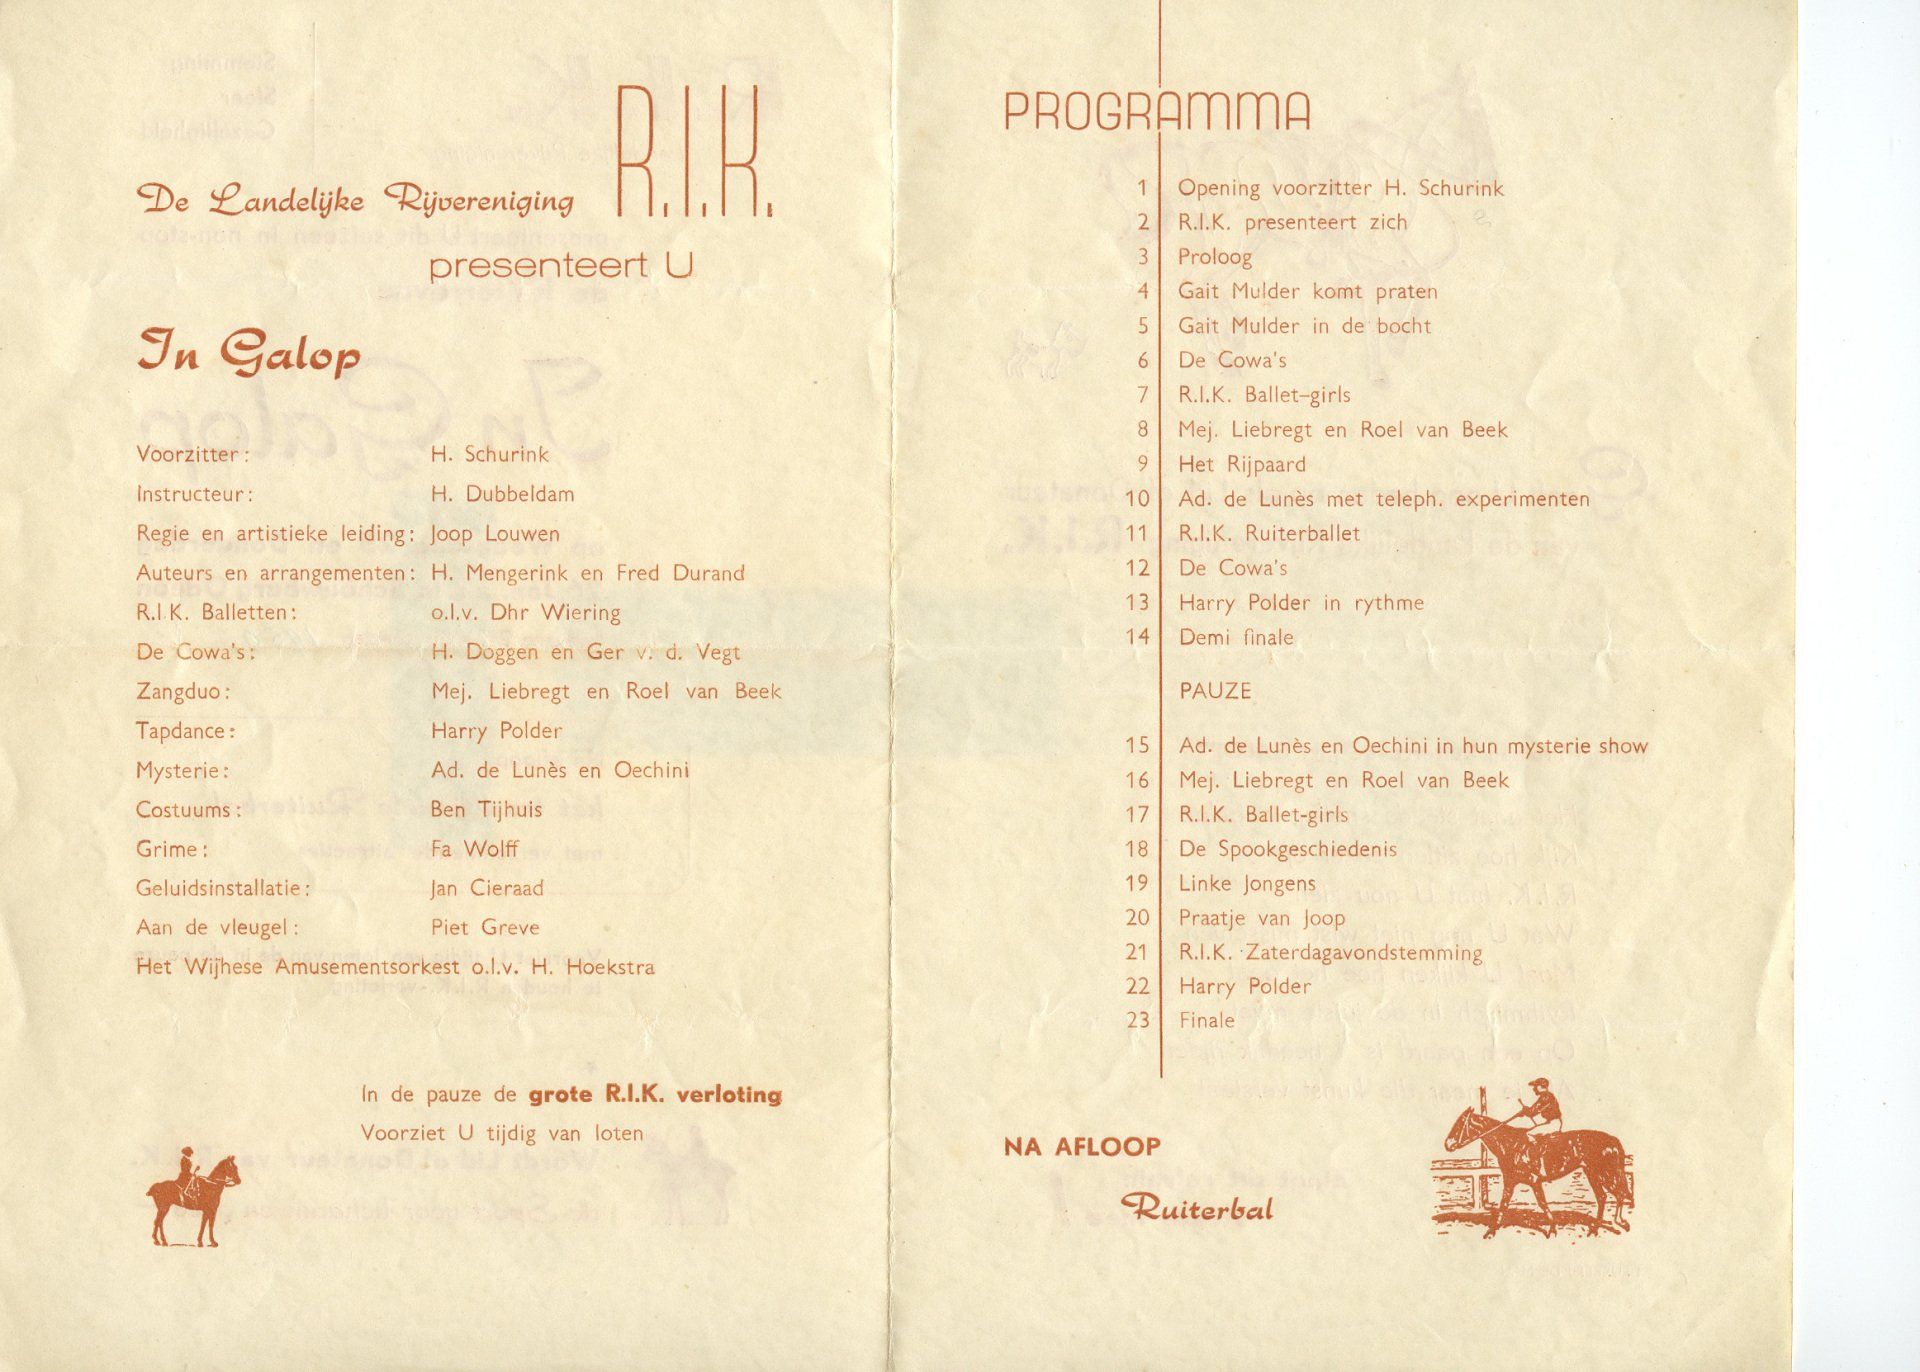 De Landelijke Rijvereniging R.I.K.
presenteert U
In Galop
Voorzitter: H. Schurink
Instructeur: H. Dubbeldam
Regie en artistieke leiding: Joop Louwen
Auteurs en arrangementen: H. Mengerink en Fred Durand
R.I.K. Balletten: o.l.v. Dhr Wiering
De Cowa's: H. Doggen en Ger v. d. Vegt
Zangduo: Mej. Liebregt en Roel van Beek
Tapdance: Harry Polder
Mysterie: Ad. de Lunès en Oechini
Costuums: Ben Tijhuis
Grime: Fa Wolff
Geluidsinstallatie: Jan Cieraad
Aan de vleugel: Piet Greve
Het Wijhese Amusementsorkest o.l.v. H. Hoekstra
In de pauze de grote R.I.K. verloting
Voorziet U tijdig van loten
PROGRAMMA
1 Opening voorzitter H. Schurink
2 R.I.K. presenteert zich
3 Proloog
4 Gait Mulder komt praten
5 Gait Mulder in de bocht
6 De Cowa's
7 R.I.K. Ballet-girls
8 Mej. Liebregt en Roel van Beek
9 Het Rijpaard
10 Ad. de Lunès met teleph. experimenten
11 R.I.K. Ruiterballet
12 De Cowa's
13 Harry Polder in rythme
14 Demi finale
PAUZE
15 Ad. de Lunès en Oechini in hun mysterie show
16 Mej. Liebregt en Roel van Beek
17 R.I.K. Ballet-girls
18 De Spookgeschiedenis
19 Linke Jongens
20 Praatje van Joop
21 R.I.K. Zaterdagavondstemming
22 Harry Polder
23 Finale
NA AFLOOP
Ruiterbal